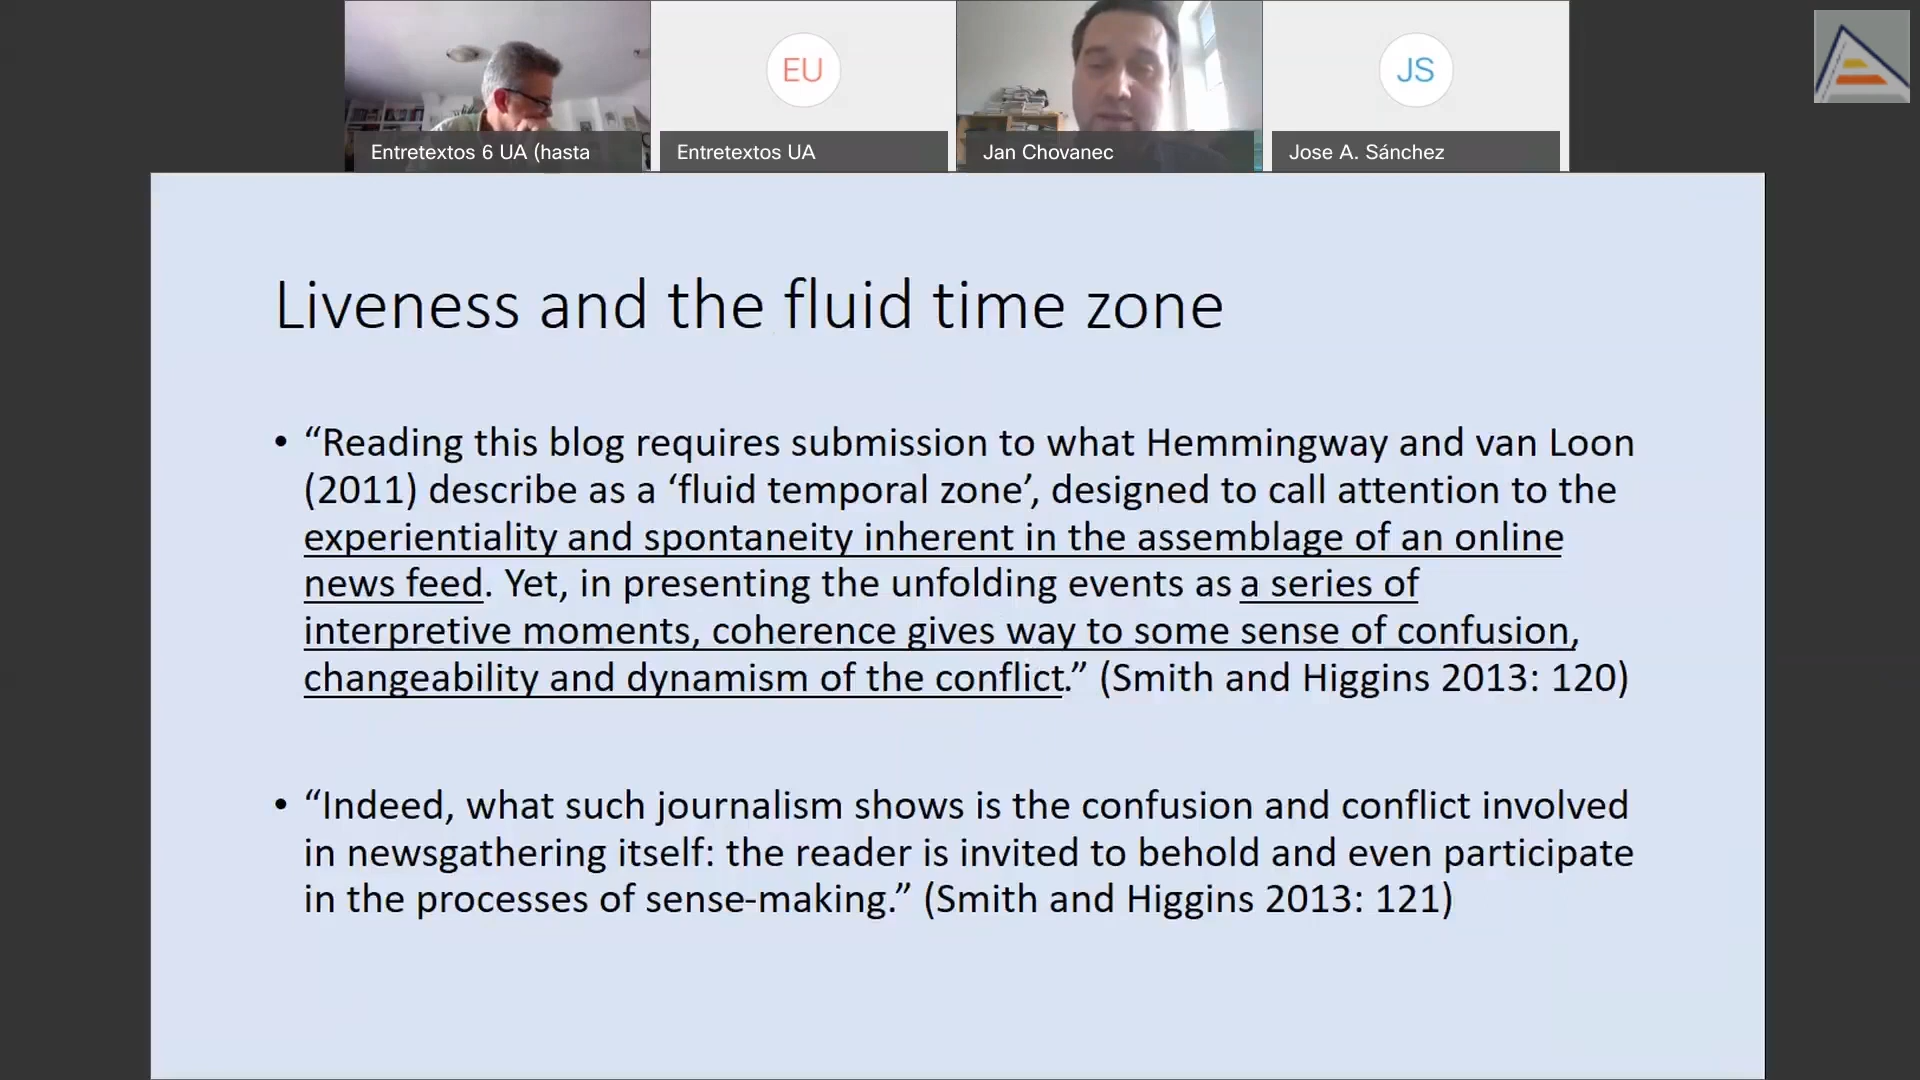 EU
JS
Entretextos 6 UA (hasta
Entretextos UA
Jan Chovanec
Jose A. Sánchez
Liveness and the fluid time zone
• “Reading this blog requires submission to what Hemmingway and van Loon
(2011) describe as a ‘fluid temporal zone’, designed to call attention to the
experientiality and spontaneity inherent in the assemblage of an online
news feed. Yet, in presenting the unfolding events as a series of
interpretive moments, coherence gives way to some sense of confusion,
changeability and dynamism of the conflict.” (Smith and Higgins 2013: 120)
• “Indeed, what such journalism shows is the confusion and conflict involved
in newsgathering itself: the reader is invited to behold and even participate
in the processes of sense-making.” (Smith and Higgins 2013: 121)